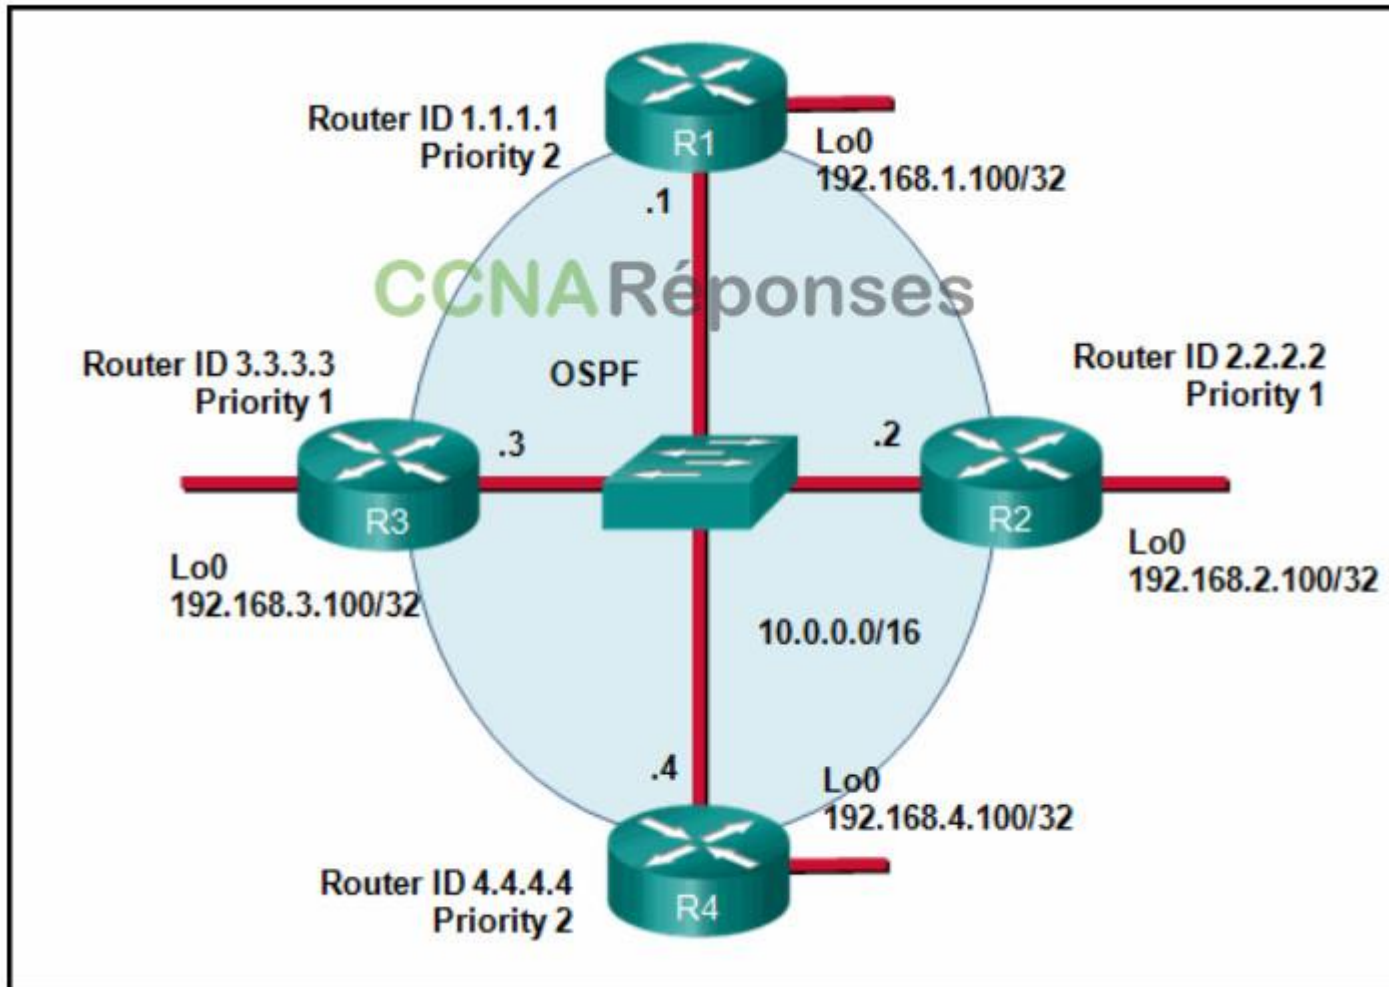 Router ID 1.1.1.1
Priority 2
R1
Lo0
192.168.1.100/32
.1
CCNARéponses
Router ID 3.3.3.3
Priority 1
OSPF
Router ID 2.2.2.2
Priority 1
.3
.2
R3
R2
Lo0
192.168.3.100/32
Lo0
192.168.2.100/32
10.0.0.0/16
.4
Lo0
192.168.4.100/32
Router ID 4.4.4.4
Priority 2
R4